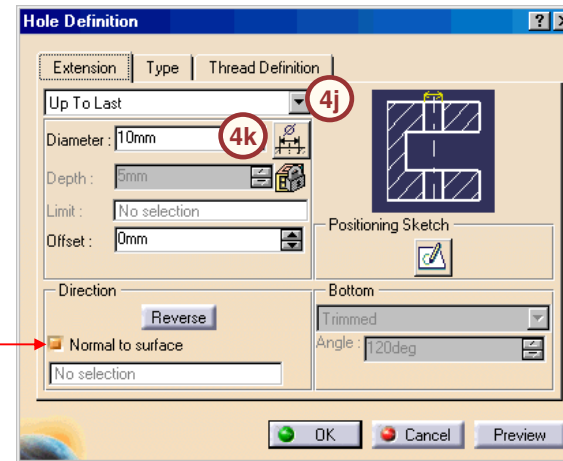 Hole Definition
Extension Type Thread Definition
Up To Last 4j
Diameter : 10mm 4k
Depth : 5mm
Limit : No selection
Offset : 0mm
Positioning Sketch
Direction
Reverse
Normal to surface
No selection
Bottom
Trimmed
Angle : 120deg
OK Cancel Preview